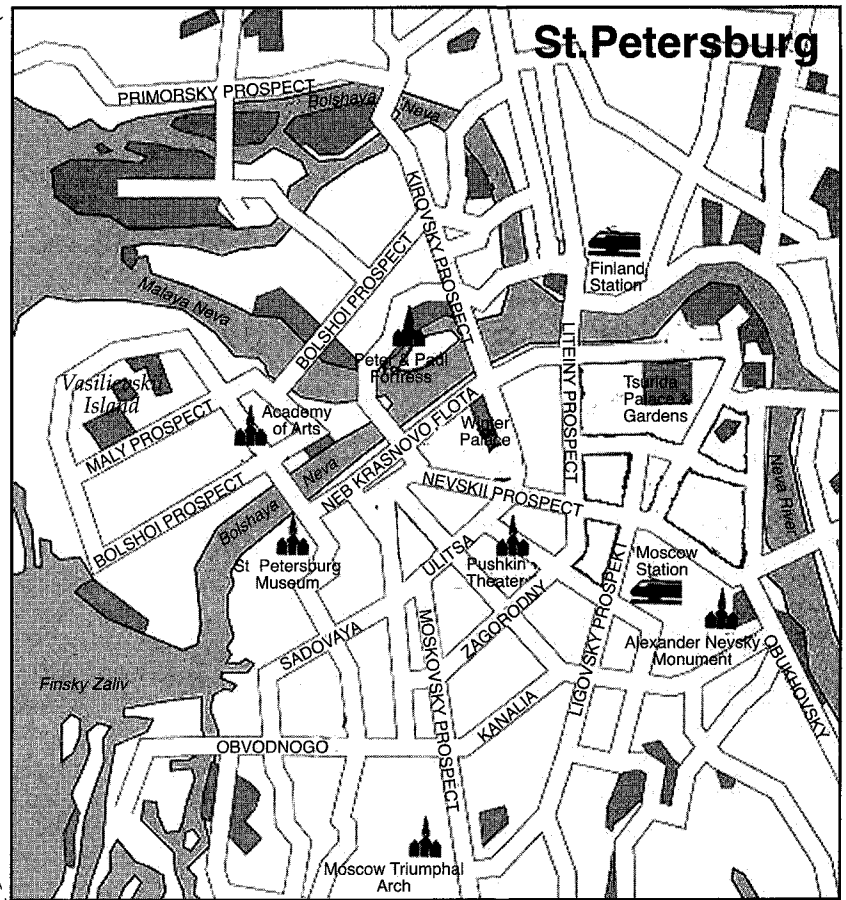 St.Petersburg
PRIMORSKY PROSPECT
Bolshaya
Neva
KIROVSKY PROSPECT
Finland
Station
Malaya Neva
BOLSHOI PROSPECT
Peter & Paul
Fortress
LITEINY PROSPECT
Vasilievsky
Island
Academy
of Arts
Winter
Palace
Tsurida
Palace &
Gardens
MALY PROSPECT
NEB KRASNOVO FLOTA
Neva
NEVSKII PROSPECT
Neva River
BOLSHOI PROSPECT
Bolshaya
St Petersburg
Museum
ULITSA
Pushkin
Theater
Moscow
Station
SADOVAYA
MOSKOVSKY PROSPECT
ZAGORODNY
LIGOVSKY PROSPEKT
Alexander Nevsky
Monument
OBUKHOVSKY
Finsky Zaliv
KANALIA
OBVODNOGO
Moscow Triumphal
Arch